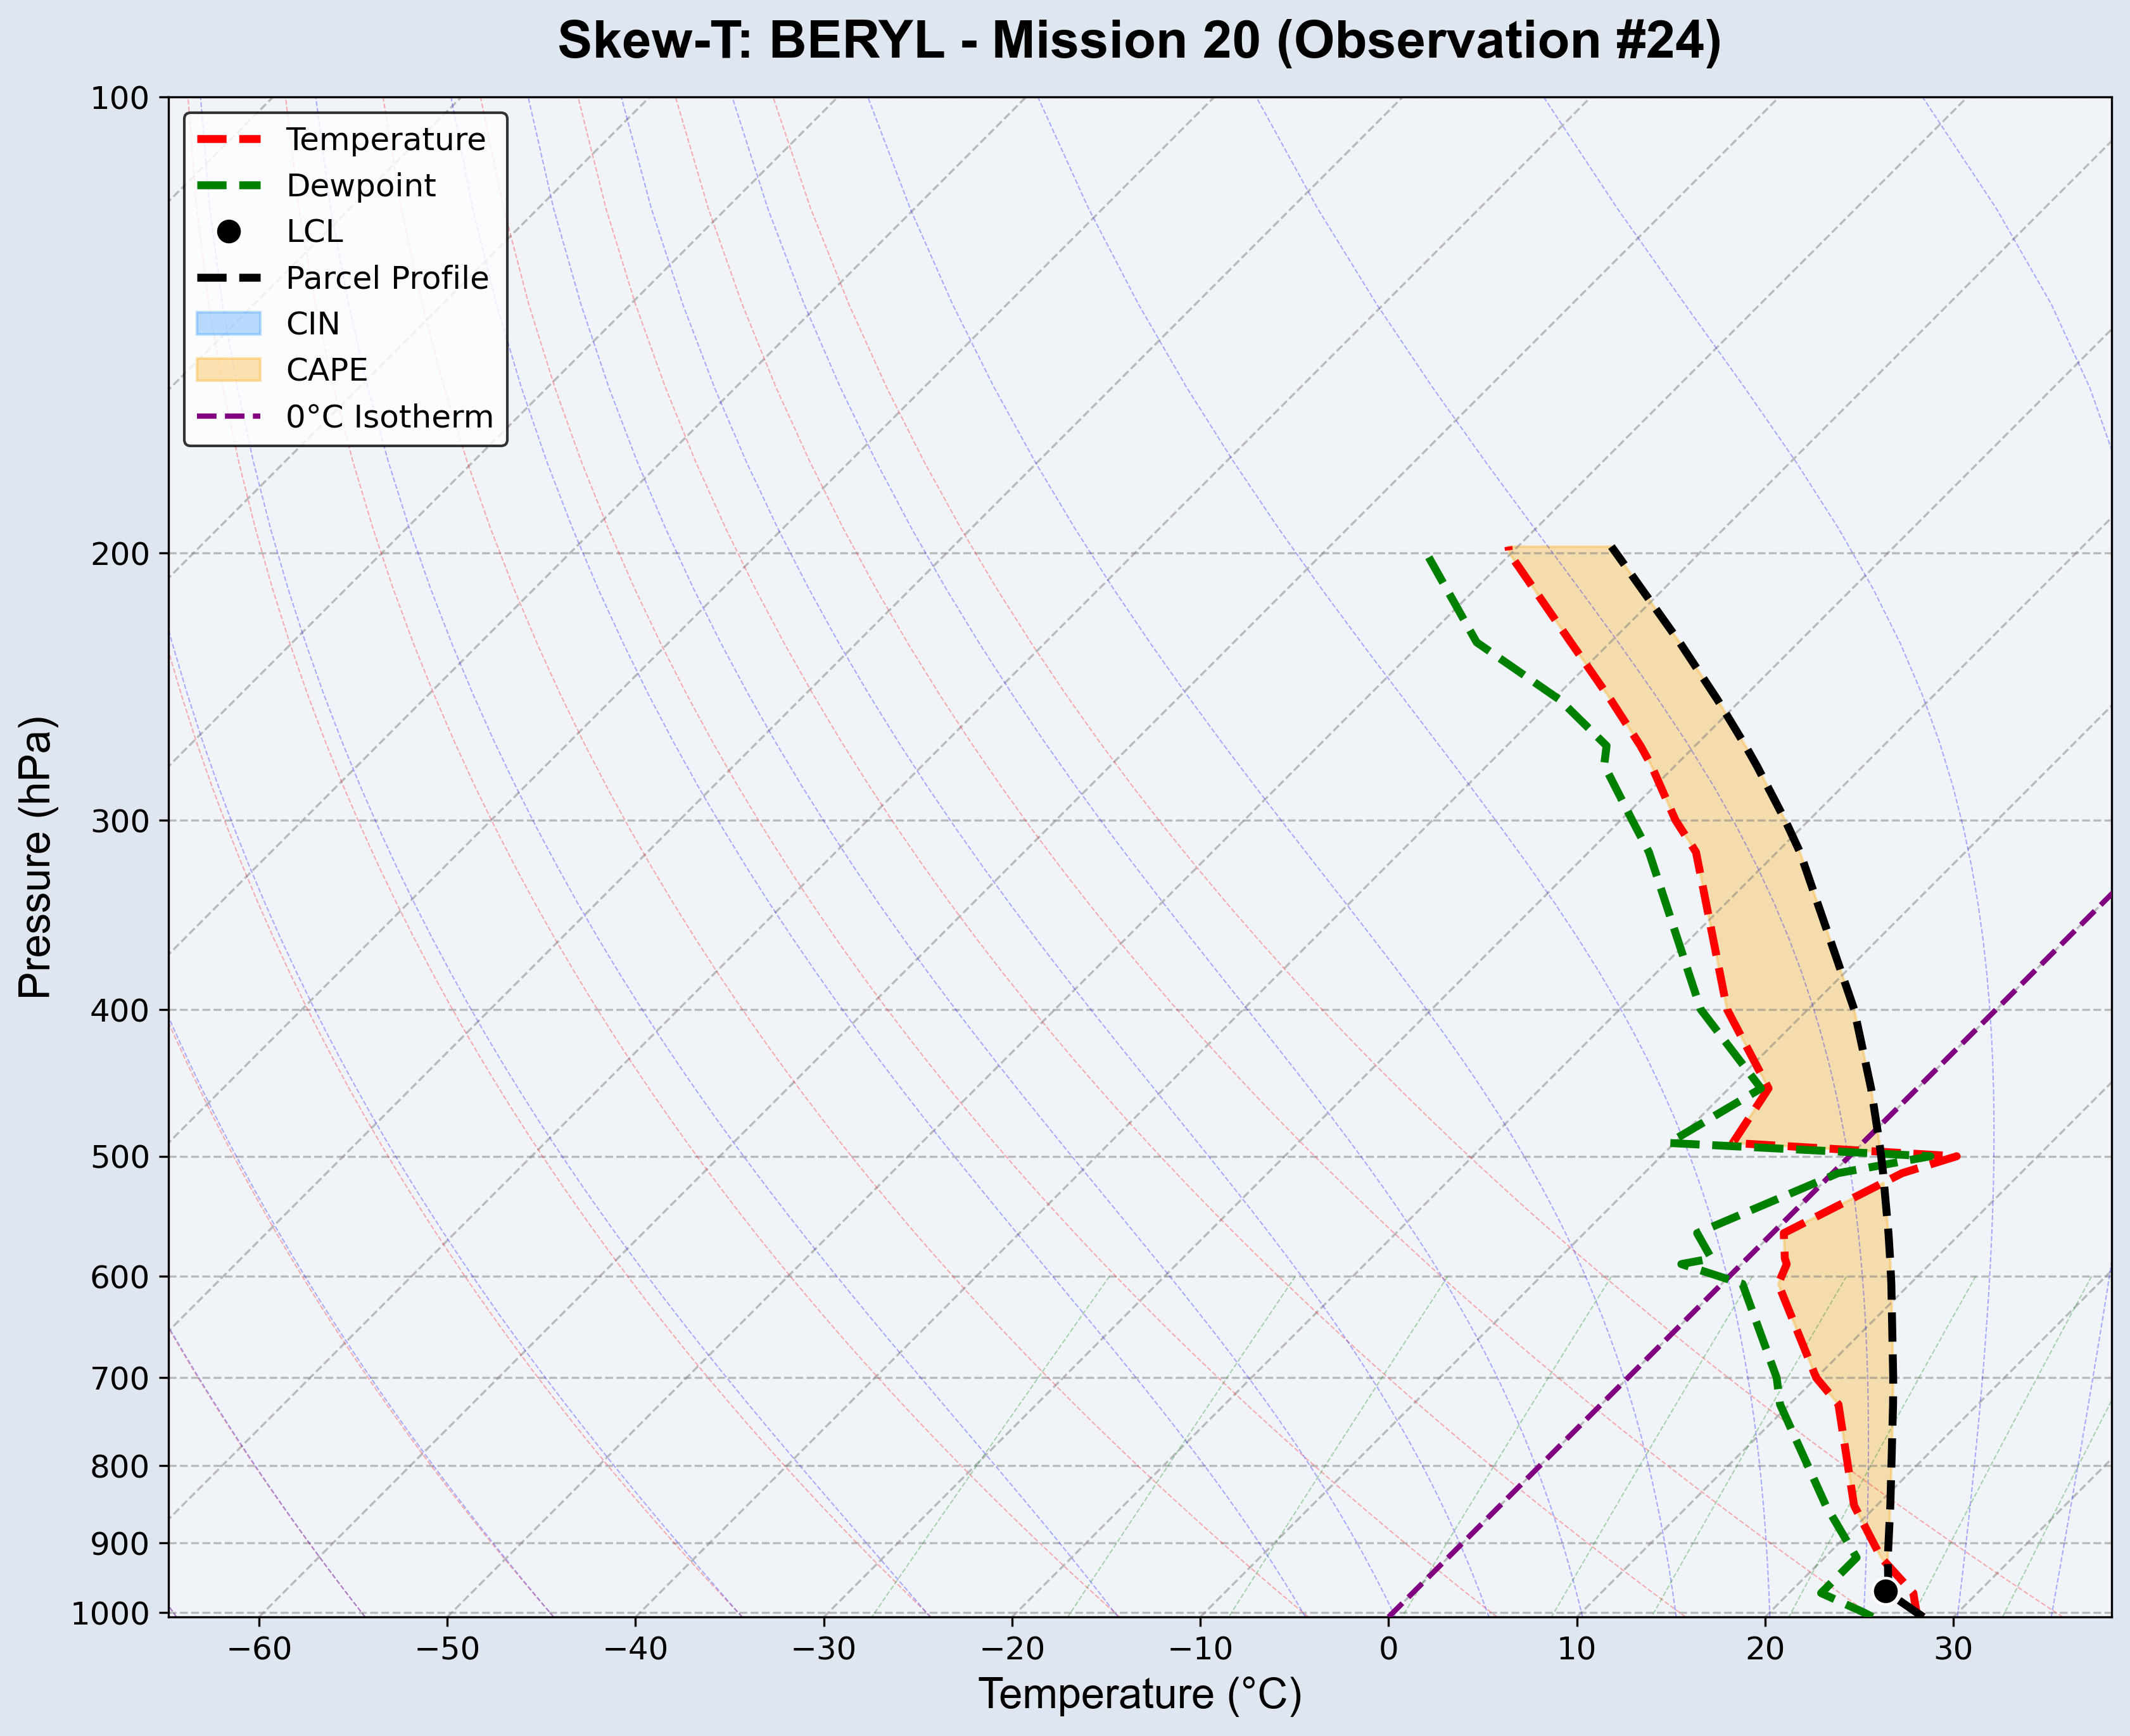 Skew-T: BERYL - Mission 20 (Observation #24)
100
200
300
400
500
600
700
800
900
1000
Pressure (hPa)
Temperature
Dewpoint
LCL
Parcel Profile
CIN
CAPE
0°C Isotherm
−60 −50 −40 −30 −20 −10 0 10 20 30
Temperature (°C)